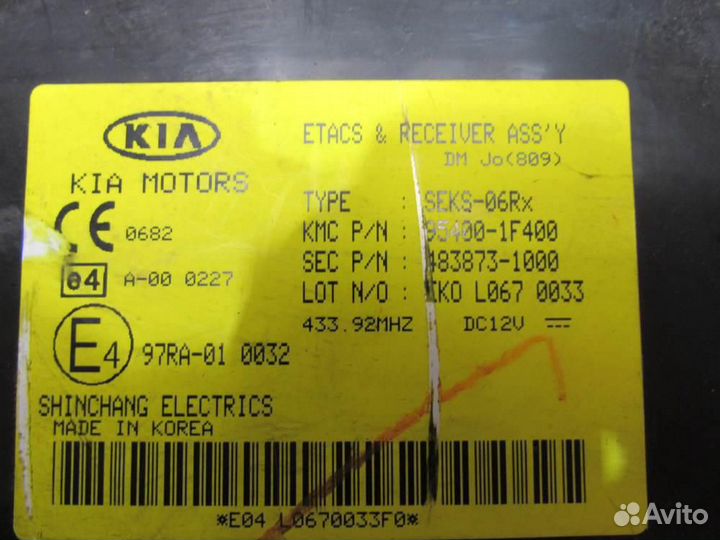 KIA
ETACS & RECEIVER ASS'Y
DM Jo(809)
KIA MOTORS
TYPE : SEKS-06Rx
CE 0682
KMC P/N : 95400-1F400
e4 A-00 0227
SEC P/N : 483873-1000
LOT N/O : EKO L067 0033
433.92MHZ DC12V
E4 97RA-01 0032
SHINCHANG ELECTRICS
MADE IN KOREA
*E04 L0670033F0*
Avito